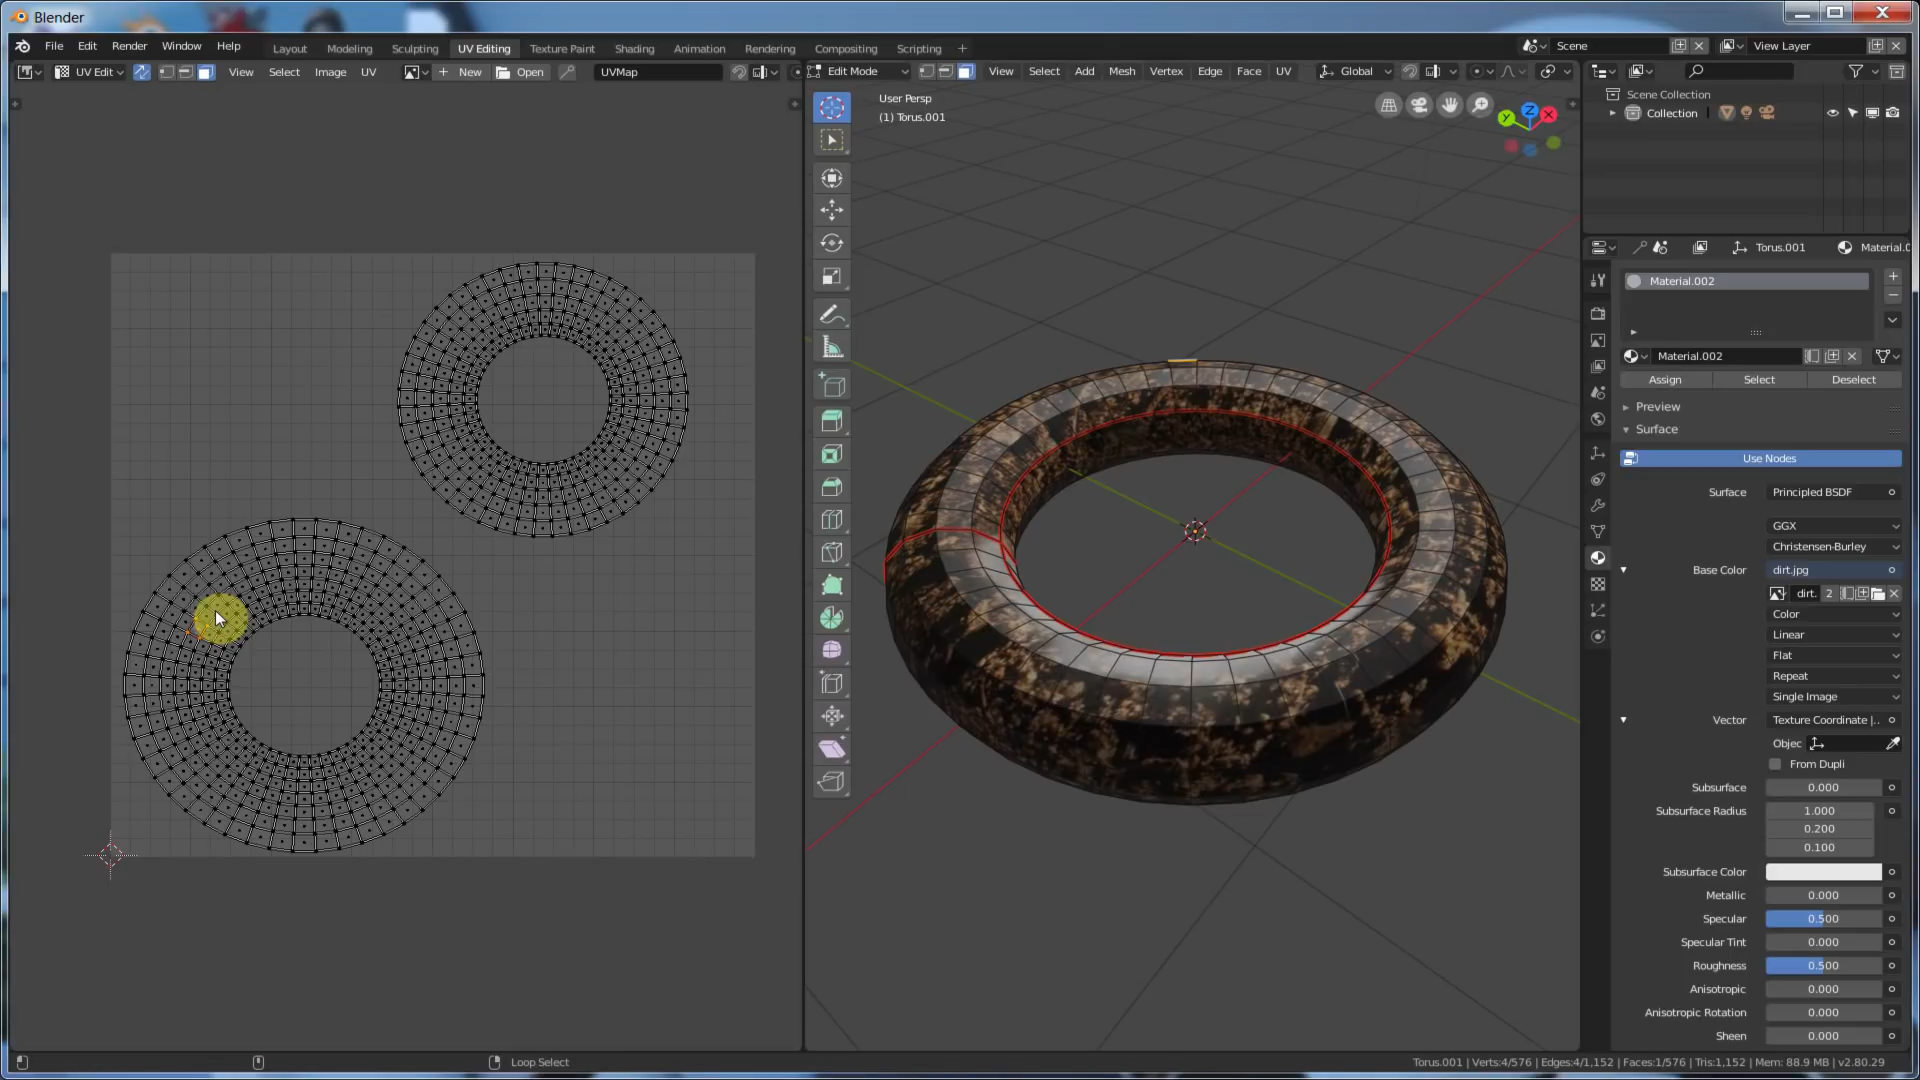 Blender
File Edit Render Window Help
Layout Modeling Sculpting UV Editing Texture Paint Shading Animation Rendering Compositing Scripting +
Scene
View Layer
UV Edit View Select Image UV + New Open UVMap
Edit Mode View Select Add Mesh Vertex Edge Face UV Global
User Persp
(1) Torus.001
Z
Y
X
Scene Collection
Collection
Torus.001 Material.0
Material.002
Material.002
Assign Select Deselect
Preview
Surface
Use Nodes
Surface Principled BSDF
GGX
Christensen-Burley
Base Color dirt.jpg
dirt. 2
Color
Linear
Flat
Repeat
Single Image
Vector Texture Coordinate |..
Objec
From Dupli
Subsurface 0.000
Subsurface Radius 1.000
0.200
0.100
Subsurface Color
Metallic 0.000
Specular 0.500
Specular Tint 0.000
Roughness 0.500
Anisotropic 0.000
Anisotropic Rotation 0.000
Sheen 0.000
Loop Select
Torus.001 | Verts:4/576 | Edges:4/1,152 | Faces:1/576 | Tris:1,152 | Mem: 88.9 MB | v2.80.29